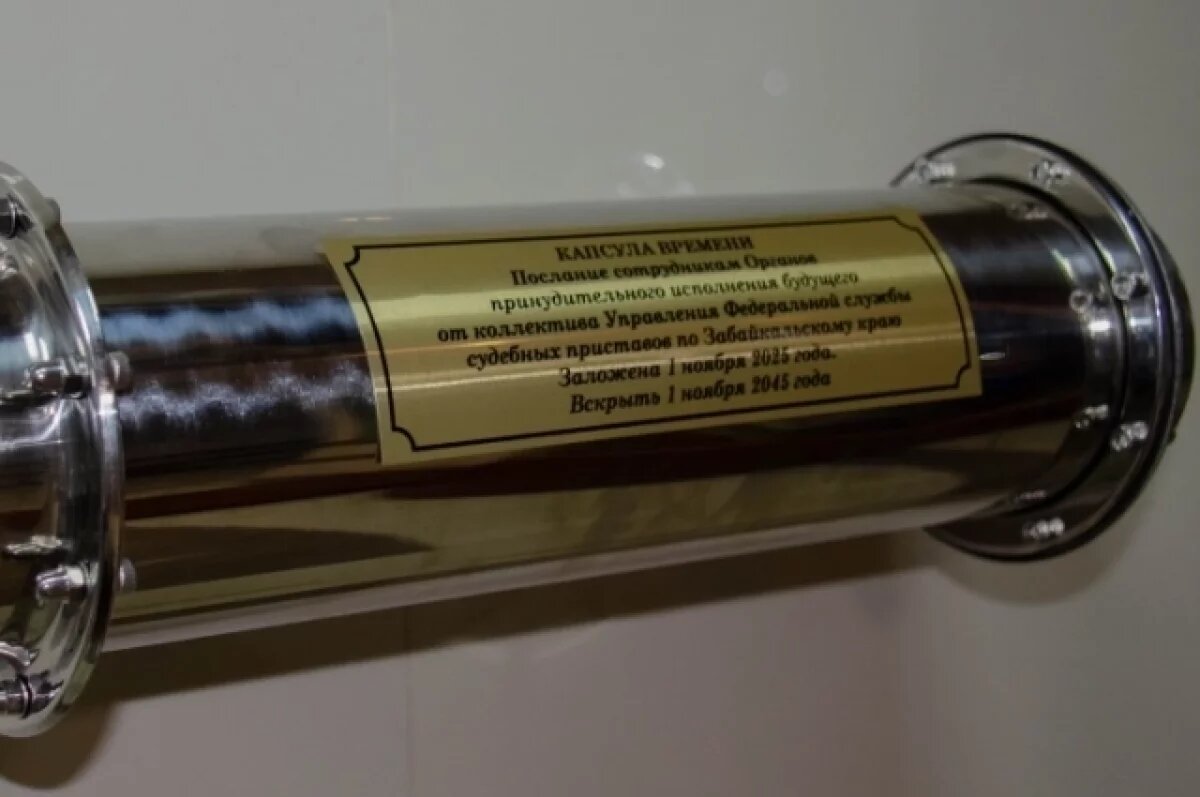 КАПСУЛА ВРЕМЕНИ
Послание сотрудникам Органов
принудительного исполнения будущего
от коллектива Управления Федеральной службы
судебных приставов по Забайкальскому краю
Заложена 1 ноября 2025 года.
Вскрыть 1 ноября 2045 года